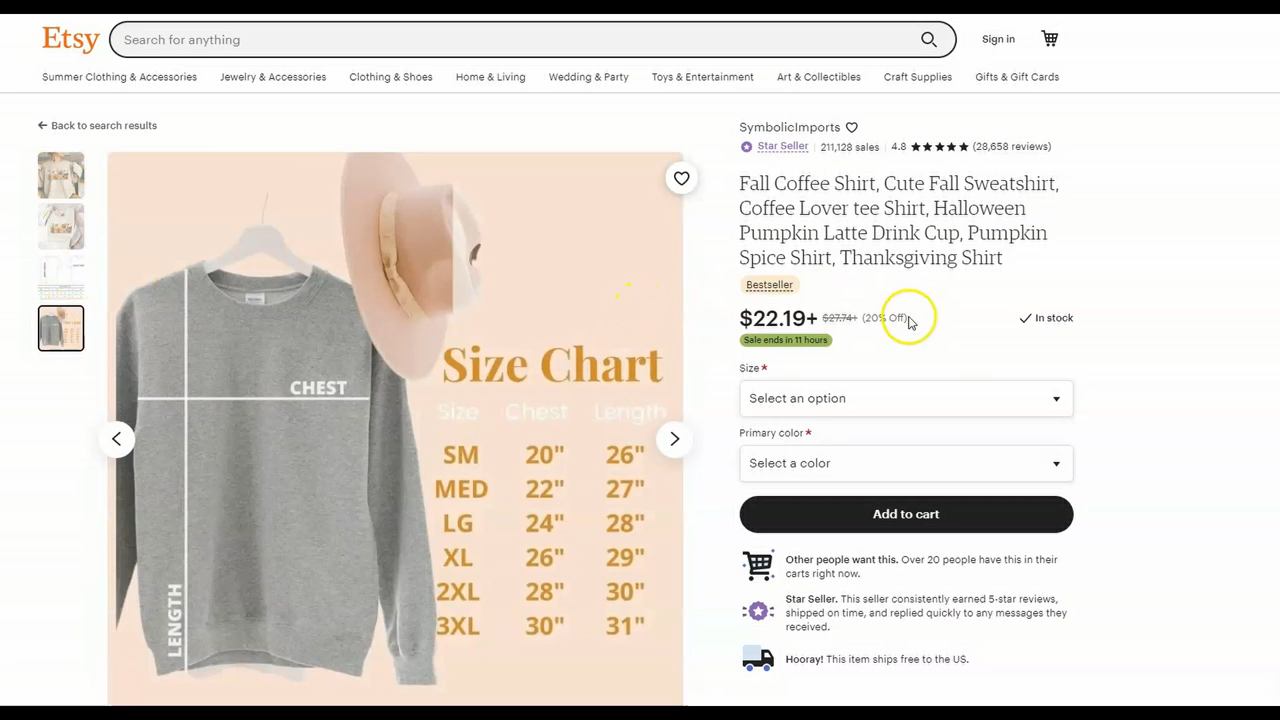 Etsy
Search for anything
Sign in
Summer Clothing & Accessories
Jewelry & Accessories
Clothing & Shoes
Home & Living
Wedding & Party
Toys & Entertainment
Art & Collectibles
Craft Supplies
Gifts & Gift Cards
Back to search results
CHEST
LENGTH
Size Chart
Size Chest Length
SM 20" 26"
MED 22" 27"
LG 24" 28"
XL 26" 29"
2XL 28" 30"
3XL 30" 31"
SymbolicImports
Star Seller 211,128 sales 4.8 (28,658 reviews)
Fall Coffee Shirt, Cute Fall Sweatshirt,
Coffee Lover tee Shirt, Halloween
Pumpkin Latte Drink Cup, Pumpkin
Spice Shirt, Thanksgiving Shirt
Bestseller
$22.19+ $27.74+ (20% Off)
In stock
Sale ends in 11 hours
Size*
Select an option
Primary color*
Select a color
Add to cart
Other people want this. Over 20 people have this in their
carts right now.
Star Seller. This seller consistently earned 5-star reviews,
shipped on time, and replied quickly to any messages they
received.
Hooray! This item ships free to the US.